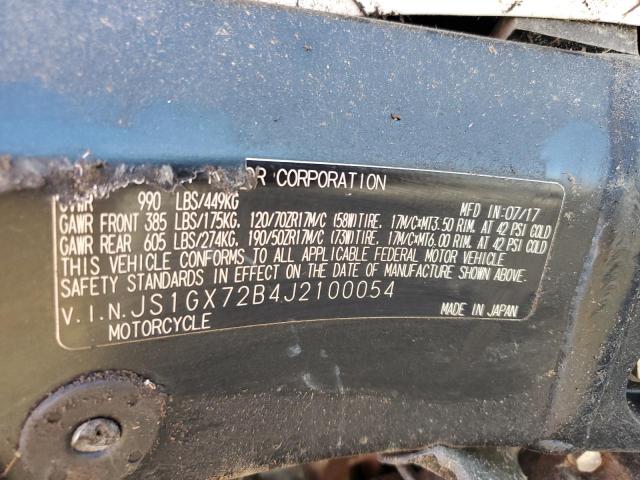 OR CORPORATION
MFD IN:07/17
GVWR 990 LBS/449KG
GAWR FRONT 385 LBS/175KG, 120/70ZR17M/C (58W)TIRE, 17M/C×MT3.50 RIM. AT 42 PSI COLD
GAWR REAR 605 LBS/274KG, 190/50ZR17M/C (73W)TIRE, 17M/C×MT6.00 RIM. AT 42 PSI COLD
THIS VEHICLE CONFORMS TO ALL APPLICABLE FEDERAL MOTOR VEHICLE
SAFETY STANDARDS IN EFFECT ON THE DATE OF MANUFACTURE SHOWN ABOVE.
V.I.N.JS1GX72B4J2100054
MOTORCYCLE MADE IN JAPAN